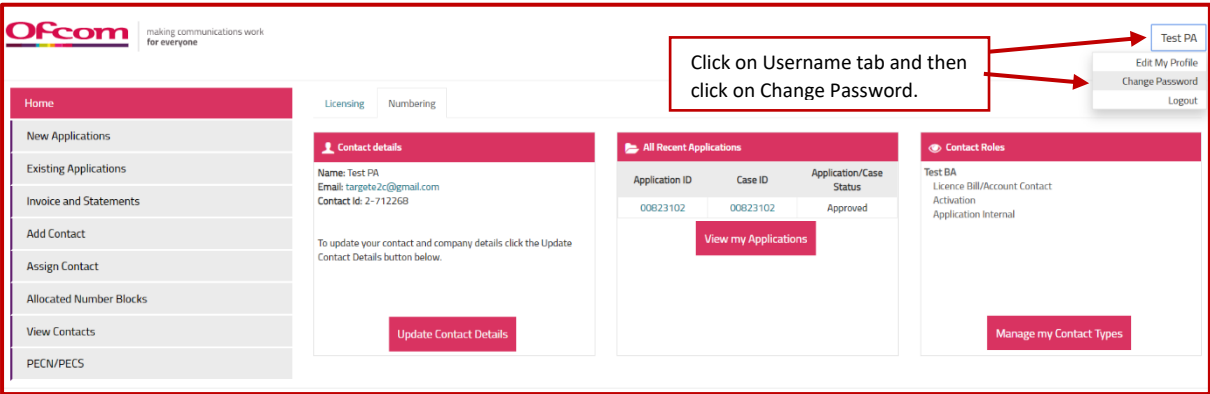 Ofcom
making communications work
for everyone
Test PA
Edit My Profile
Change Password
Logout
Click on Username tab and then
click on Change Password.
Home
New Applications
Existing Applications
Invoice and Statements
Add Contact
Assign Contact
Allocated Number Blocks
View Contacts
PECN/PECS
Licensing Numbering
Contact details
Name: Test PA
Email: targete2c@gmail.com
Contact Id: 2-712268
To update your contact and company details click the Update
Contact Details button below.
Update Contact Details
All Recent Applications
Application ID Case ID Application/Case
Status
00823102 00823102 Approved
View my Applications
Contact Roles
Test BA
Licence Bill/Account Contact
Activation
Application Internal
Manage my Contact Types